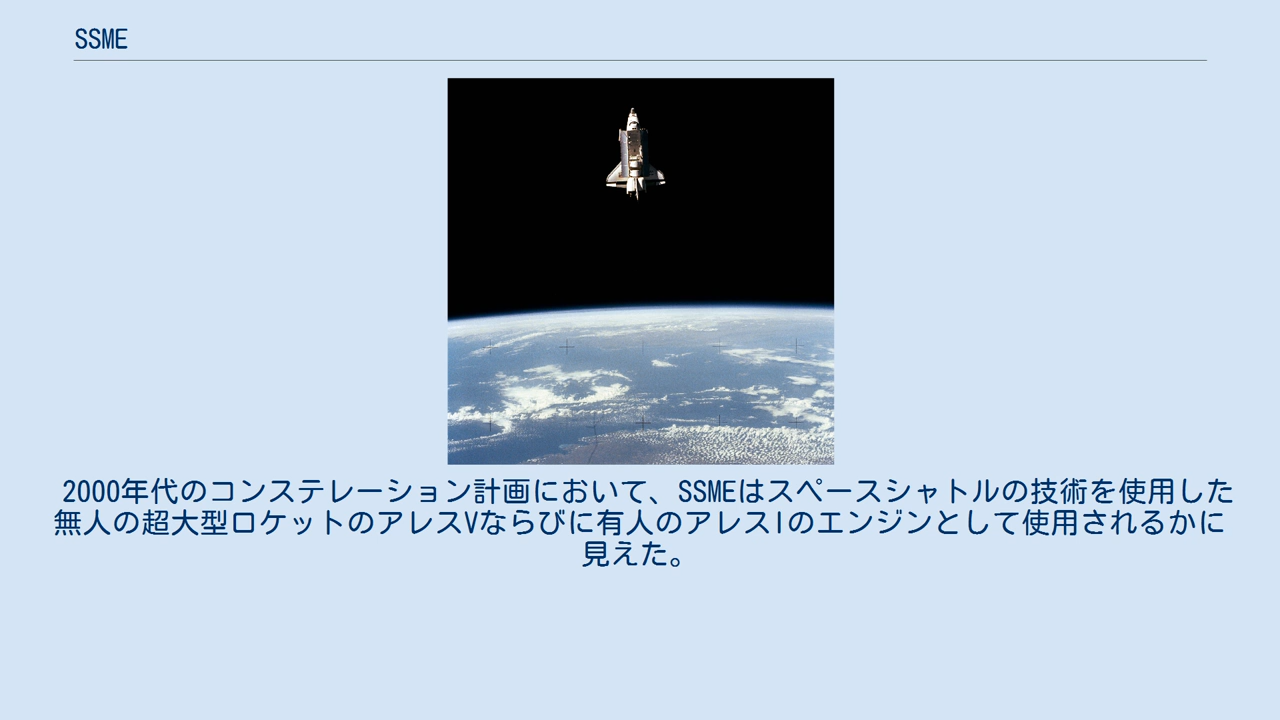 SSME
2000年代のコンステレーション計画において、SSMEはスペースシャトルの技術を使用した
無人の超大型ロケットのアレスVならびに有人のアレスIのエンジンとして使用されるかに
見えた。